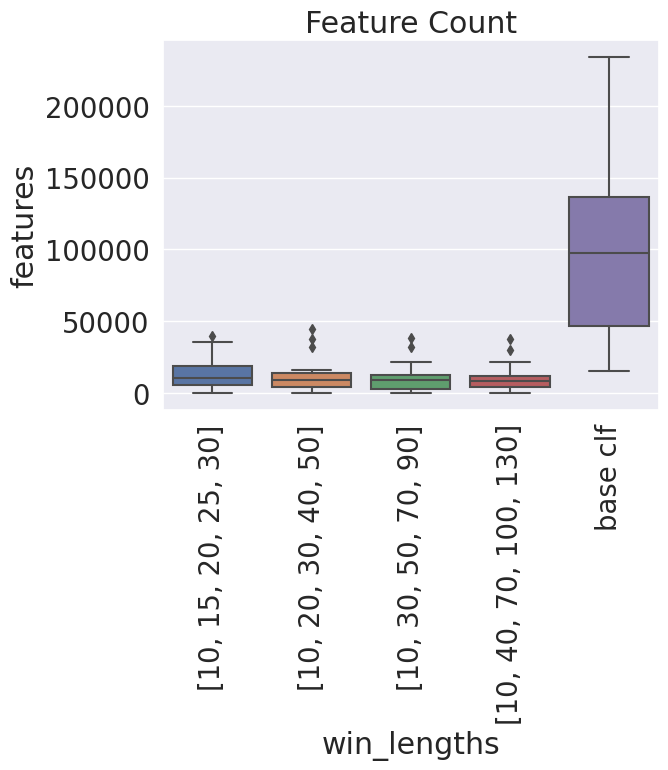 Feature Count
features
200000
150000
100000
50000
0
[10, 15, 20, 25, 30]
[10, 20, 30, 40, 50]
[10, 30, 50, 70, 90]
[10, 40, 70, 100, 130]
base clf
win_lengths